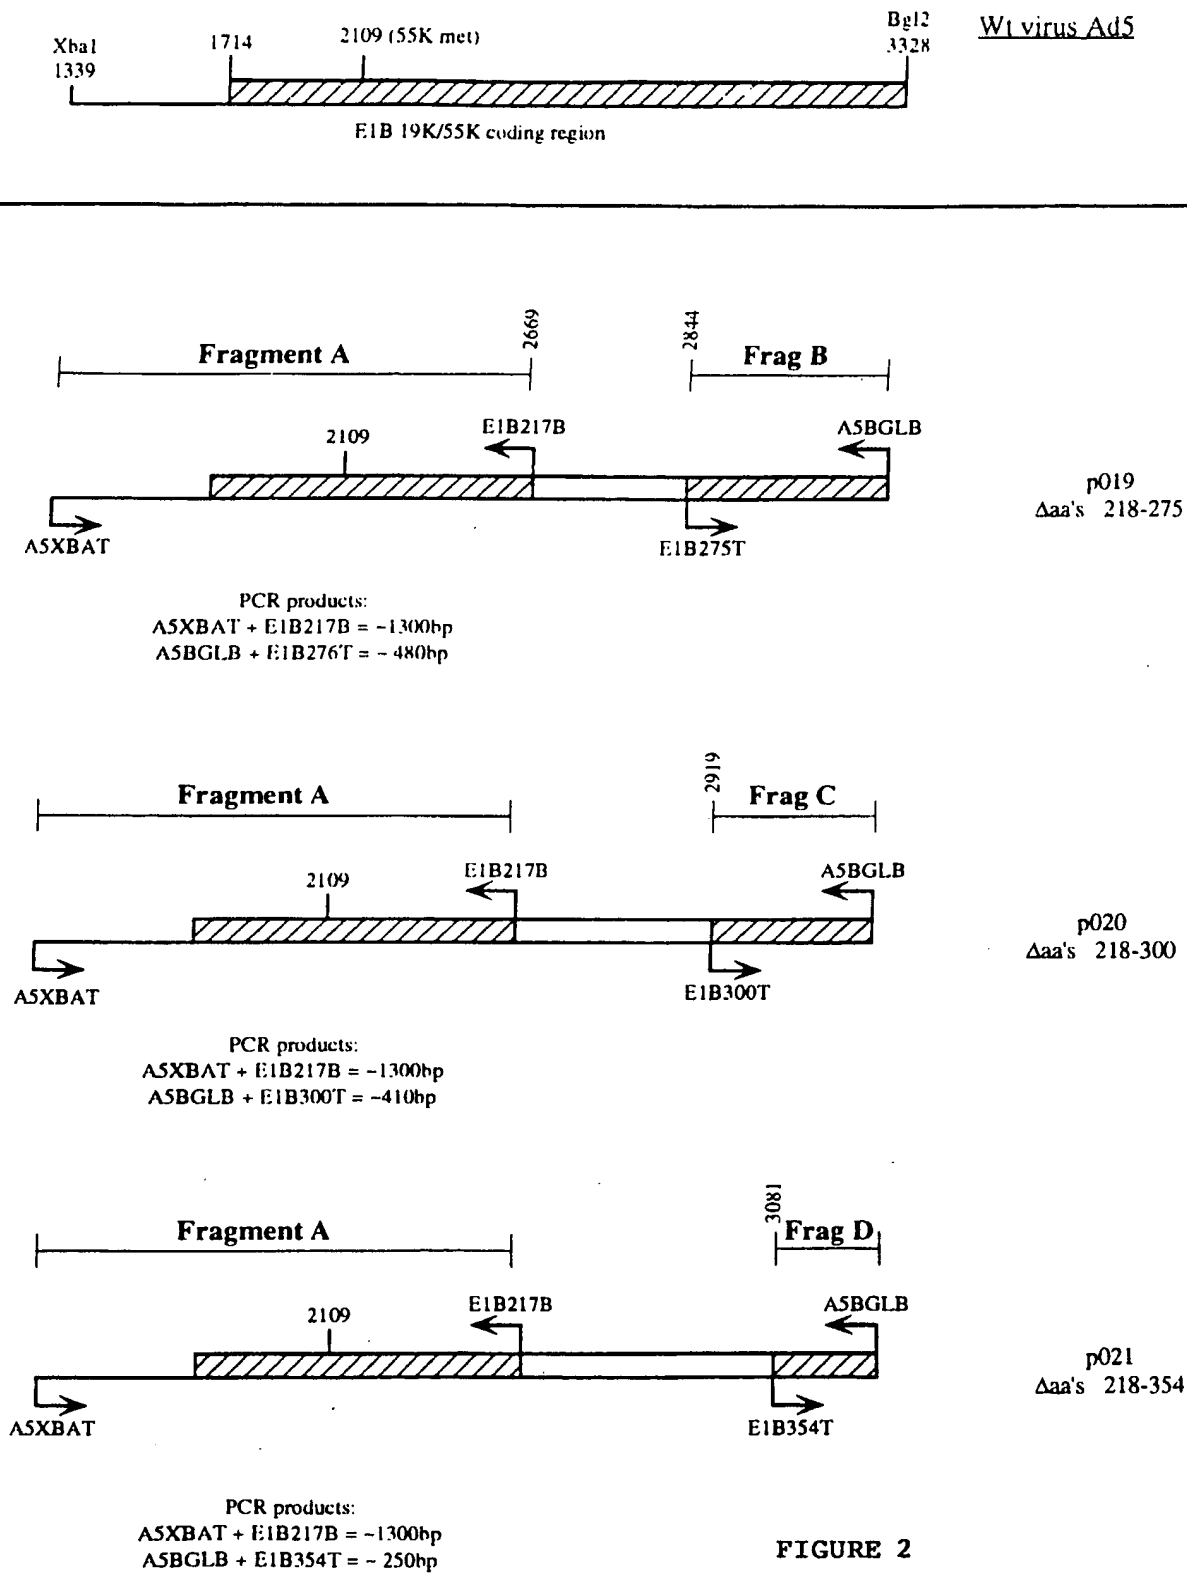 Wt virus Ad5
Xba1
1339
1714
2109 (55K met)
Bgl2
3328
E1B 19K/55K coding region
Fragment A
2669
2844
Frag B
2109
E1B217B
A5BGLB
A5XBAT
E1B275T
p019
Δaa's 218-275
PCR products:
A5XBAT + E1B217B = ~1300bp
A5BGLB + E1B276T = ~ 480bp
Fragment A
2919
Frag C
2109
E1B217B
A5BGLB
A5XBAT
E1B300T
p020
Δaa's 218-300
PCR products:
A5XBAT + E1B217B = ~1300bp
A5BGLB + E1B300T = ~410bp
Fragment A
3081
Frag D
2109
E1B217B
A5BGLB
A5XBAT
E1B354T
p021
Δaa's 218-354
PCR products:
A5XBAT + E1B217B = ~1300bp
A5BGLB + E1B354T = ~ 250bp
FIGURE 2